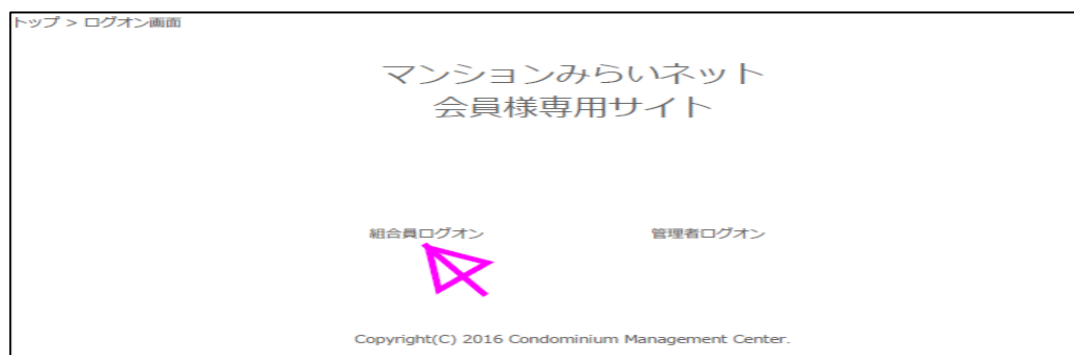 トップ > ログオン画面
マンションみらいネット
会員様専用サイト
組合員ログオン 管理者ログオン
Copyright(C) 2016 Condominium Management Center.